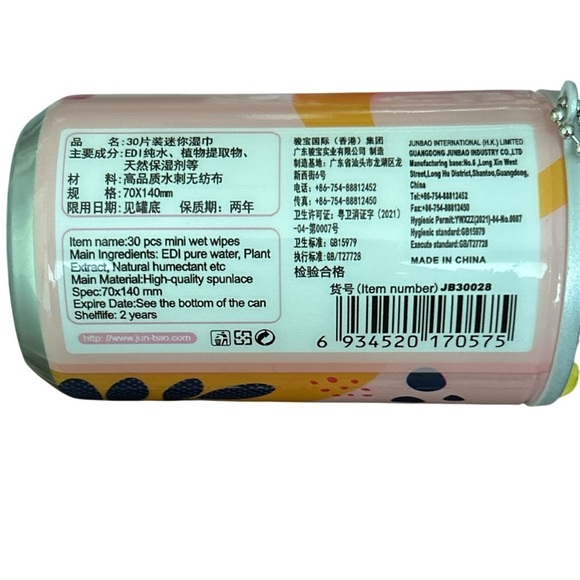 品 名:30片装迷你湿巾
主要成分:EDI纯水、植物提取物、
天然保湿剂等
材 料:高品质水刺无纺布
规 格:70X140mm
限用日期:见罐底 保质期:两年
Item name:30 pcs mini wet wipes
Main Ingredients: EDI pure water, Plant
Extract, Natural humectant etc
Main Material:High-quality spunlace
Spec:70x140 mm
Expire Date:See the bottom of the can
Shelflife: 2 years
http: //www.jun-bao.com
骏宝国际（香港）集团
广东骏宝实业有限公司 制造
制造基地：广东省汕头市龙湖区龙
新西街6号
电话：+86-754-88812452
传真：+86-754-88812450
卫生许可证：粤卫消证字（2021）
-04-第0007号
卫生标准：GB15979
执行标准:GB/T27728
检验合格
JUNBAO INTERNATIONAL (H.K.) LIMITED
GUANGDONG JUNBAO INDUSTRY CO.,LTD
Manufacturing base:No.6 ,Long Xin West
Street,Long Hu District,Shantou,Guangdong,
China
Tel:+86-754-88812452
Fax:+86-754-88812450
Hygienic Permit:YWXZZ(2021)-04-No.0007
Hygienic standard:GB15979
Execute standard:GB/T27728
MADE IN CHINA
货号 (Item number) JB30028
6 934520 170575